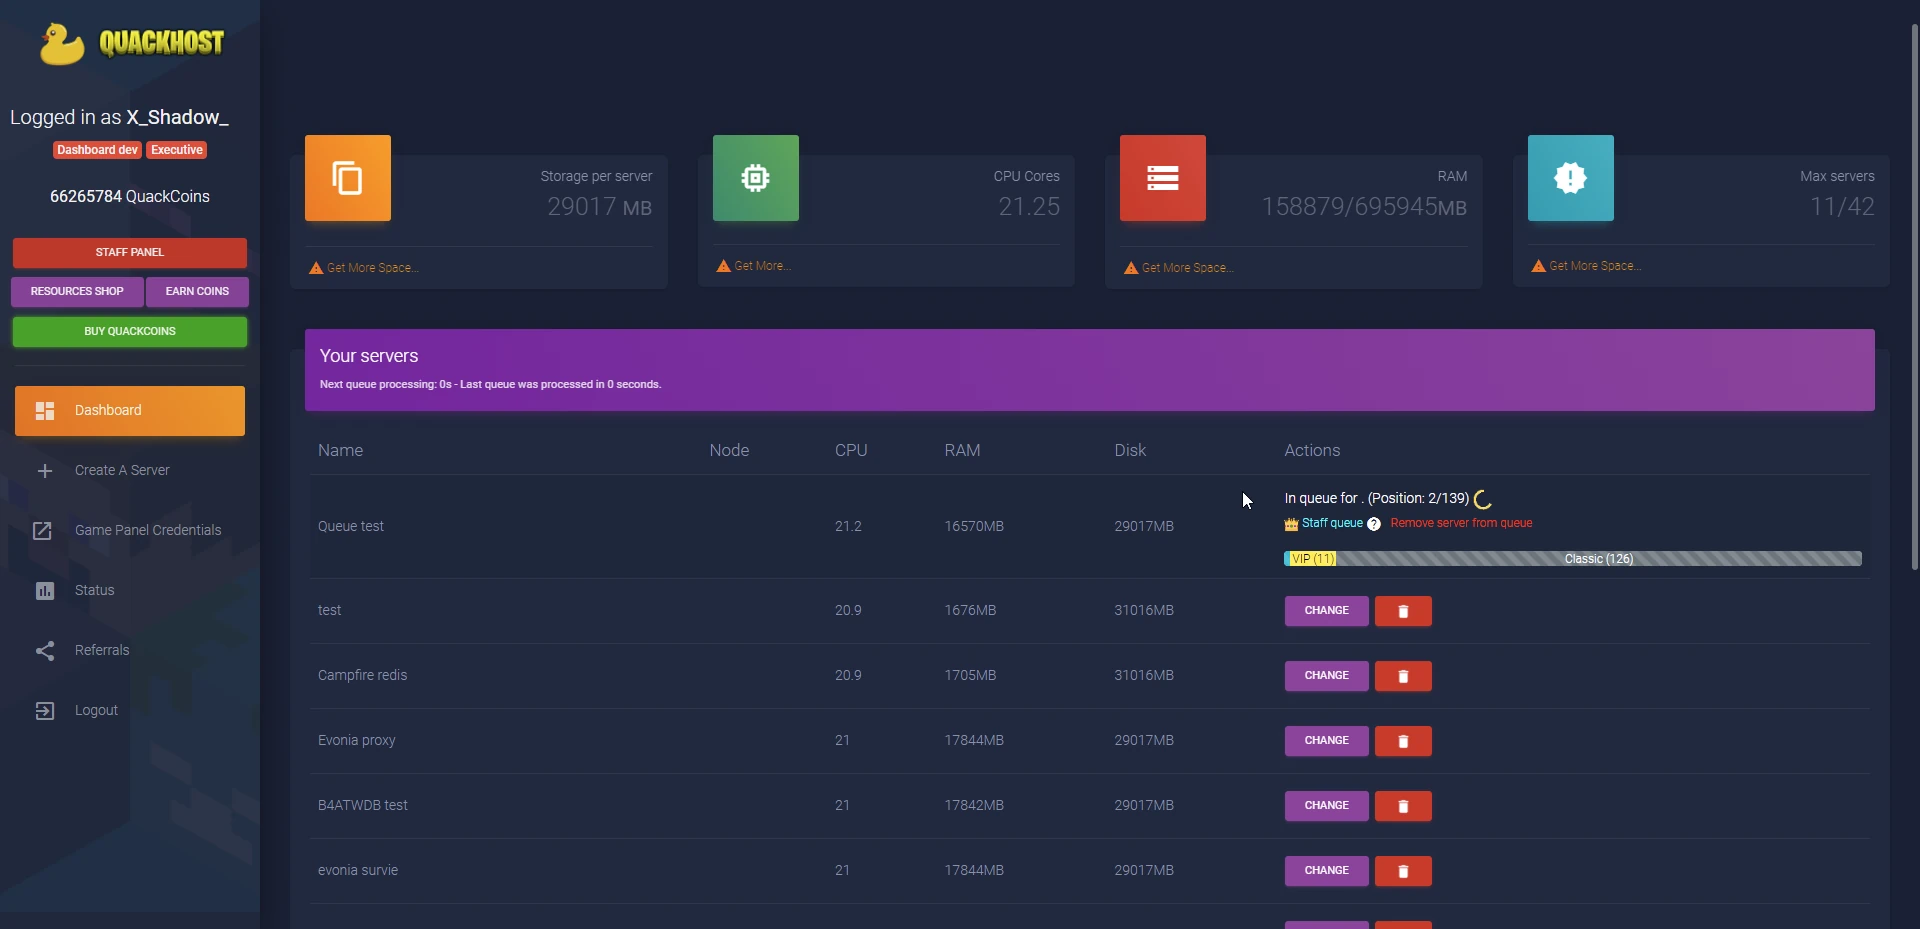 QUACKHOST
Logged in as X_Shadow_
Dashboard dev Executive
66265784 QuackCoins
STAFF PANEL
RESOURCES SHOP EARN COINS
BUY QUACKCOINS
Dashboard
Create A Server
Game Panel Credentials
Status
Referrals
Logout
Storage per server
29017 MB
Get More Space...
CPU Cores
21.25
Get More...
RAM
158879/695945MB
Get More Space...
Max servers
11/42
Get More Space...
Your servers
Next queue processing: 0s - Last queue was processed in 0 seconds.
Name Node CPU RAM Disk Actions
Queue test 21.2 16570MB 29017MB
In queue for . (Position: 2/139)
Staff queue ? Remove server from queue
VIP (11) Classic (126)
test 20.9 1676MB 31016MB CHANGE
Campfire redis 20.9 1705MB 31016MB CHANGE
Evonia proxy 21 17844MB 29017MB CHANGE
B4ATWDB test 21 17842MB 29017MB CHANGE
evonia survie 21 17844MB 29017MB CHANGE